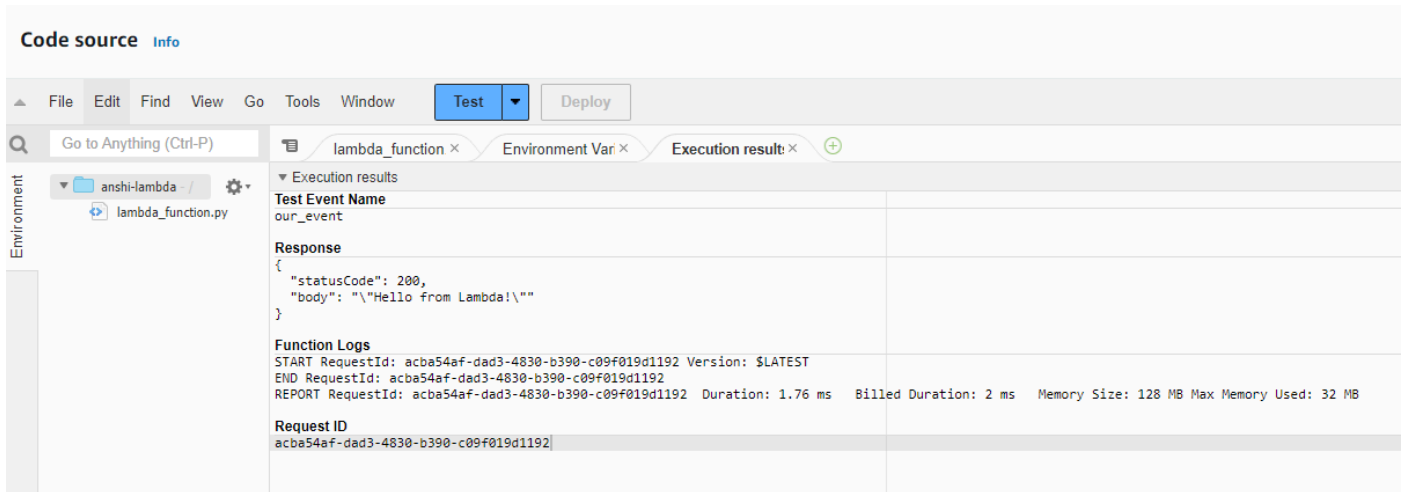 Code source Info
File Edit Find View Go Tools Window Test Deploy
Go to Anything (Ctrl-P)
lambda_function × Environment Vari × Execution results ×
Environment
anshi-lambda - /
lambda_function.py
Execution results
Test Event Name
our_event
Response
{
"statusCode": 200,
"body": "\"Hello from Lambda!\""
}
Function Logs
START RequestId: acba54af-dad3-4830-b390-c09f019d1192 Version: $LATEST
END RequestId: acba54af-dad3-4830-b390-c09f019d1192
REPORT RequestId: acba54af-dad3-4830-b390-c09f019d1192 Duration: 1.76 ms Billed Duration: 2 ms Memory Size: 128 MB Max Memory Used: 32 MB
Request ID
acba54af-dad3-4830-b390-c09f019d1192